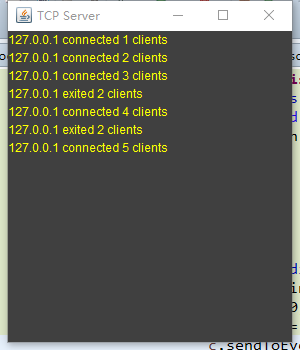 TCP Server
127.0.0.1 connected 1 clients
127.0.0.1 connected 2 clients
127.0.0.1 connected 3 clients
127.0.0.1 exited 2 clients
127.0.0.1 connected 4 clients
127.0.0.1 exited 2 clients
127.0.0.1 connected 5 clients
c.sendToEve